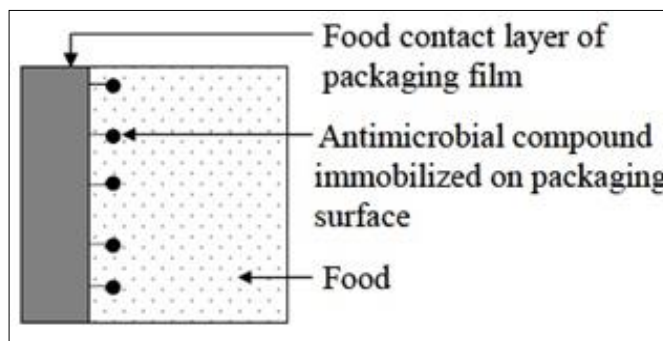 Food contact layer of
packaging film
Antimicrobial compound
immobilized on packaging
surface
Food